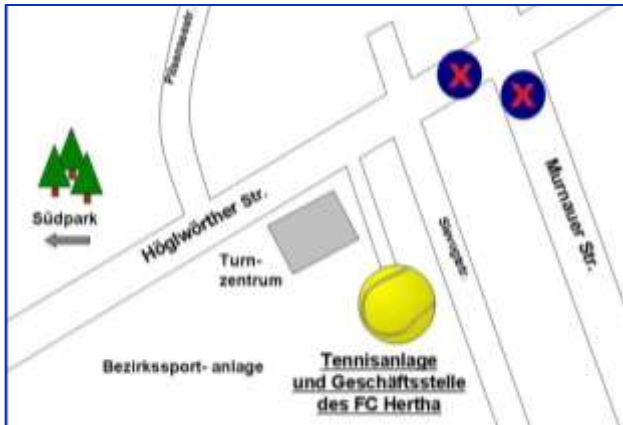 Südpark
Höglwörther Str.
Turn-
zentrum
X
X
Murnauer Str.
Bezirkssport- anlage
Tennisanlage
und Geschäftsstelle
des FC Hertha